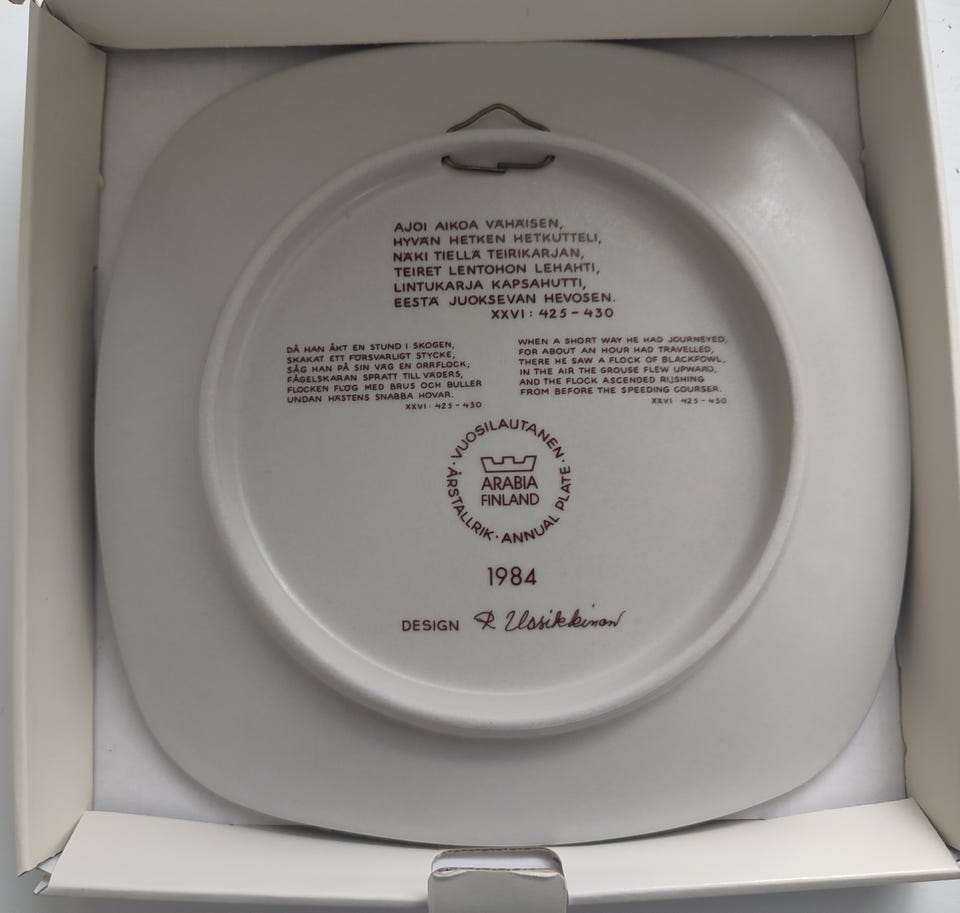 AJOI AIKOA VÄHÄISEN,
HYVÄN HETKEN HETKUTTELI,
NÄKI TIELLÄ TEIRIKARJAN,
TEIRET LENTOHON LEHAHTI,
LINTUKARJA KAPSAHUTTI,
EESTÄ JUOKSEVAN HEVOSEN.
XXVI : 425 - 430
DÅ HAN ÅKT EN STUND I SKOGEN,
SKAKAT ETT FÖRSVARLIGT STYCKE,
SÅG HAN PÅ SIN VÄG EN ORRFLOCK;
FÅGELSKARAN SPRATT TILL VÄDERS,
FLOCKEN FLÖG MED BRUS OCH BULLER
UNDAN HÄSTENS SNABBA HOVAR.
XXVI : 425 - 430
WHEN A SHORT WAY HE HAD JOURNEYED,
FOR ABOUT AN HOUR HAD TRAVELLED,
THERE HE SAW A FLOCK OF BLACKFOWL,
IN THE AIR THE GROUSE FLEW UPWARD,
AND THE FLOCK ASCENDED RUSHING
FROM BEFORE THE SPEEDING COURSER.
XXVI : 425 - 430
· VUOSILAUTANEN · ANNUAL PLATE · ÅRSTALLRIK
ARABIA
FINLAND
1984
DESIGN R Uosikkinen